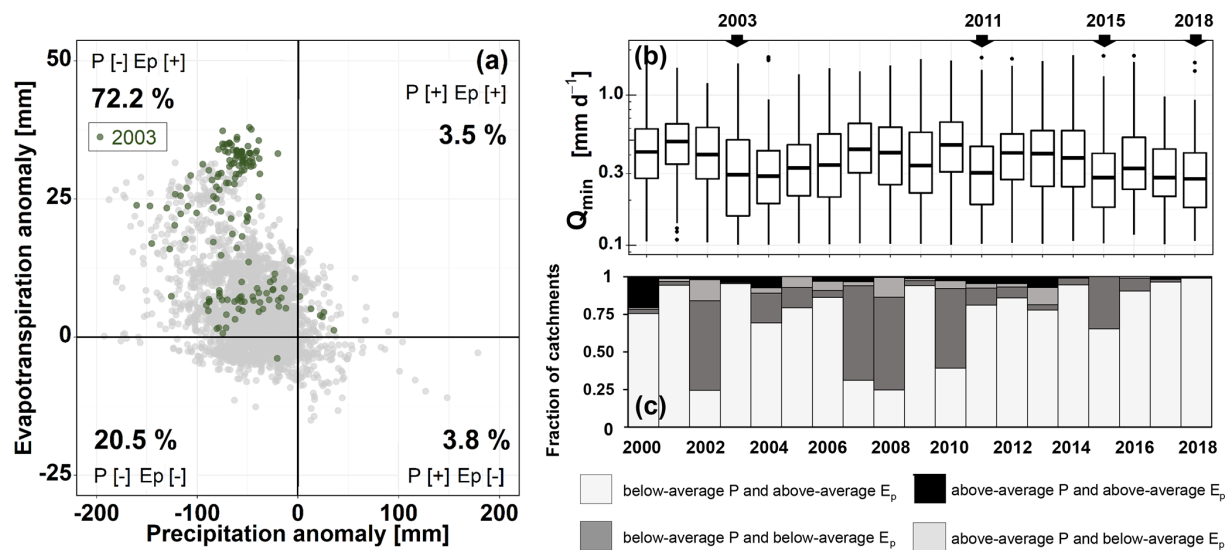 (a)
P [-] Ep [+]
72.2 %
2003
P [+] Ep [+]
3.5 %
20.5 %
P [-] Ep [-]
3.8 %
P [+] Ep [-]
Evapotranspiration anomaly [mm]
50
25
0
-25
-200 -100 0 100 200
Precipitation anomaly [mm]
2003 2011 2015 2018
(b)
Qmin [mm d⁻¹]
1.0
0.3
0.1
Fraction of catchments
1
0.75
0.50
0.25
0
(c)
2000 2002 2004 2006 2008 2010 2012 2014 2016 2018
below-average P and above-average Ep
above-average P and above-average Ep
below-average P and below-average Ep
above-average P and below-average Ep